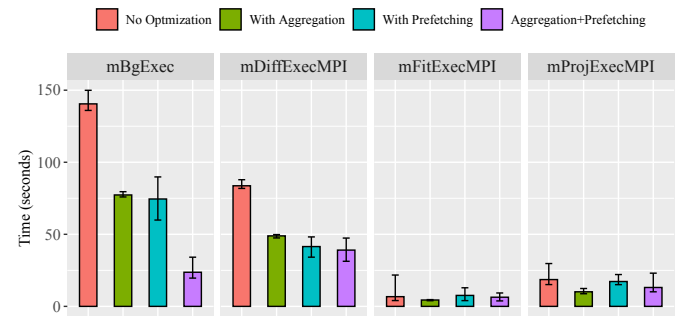 No Optmization With Aggregation With Prefetching Aggregation+Prefetching
mBgExec mDiffExecMPI mFitExecMPI mProjExecMPI
150
100
50
0
Time (seconds)